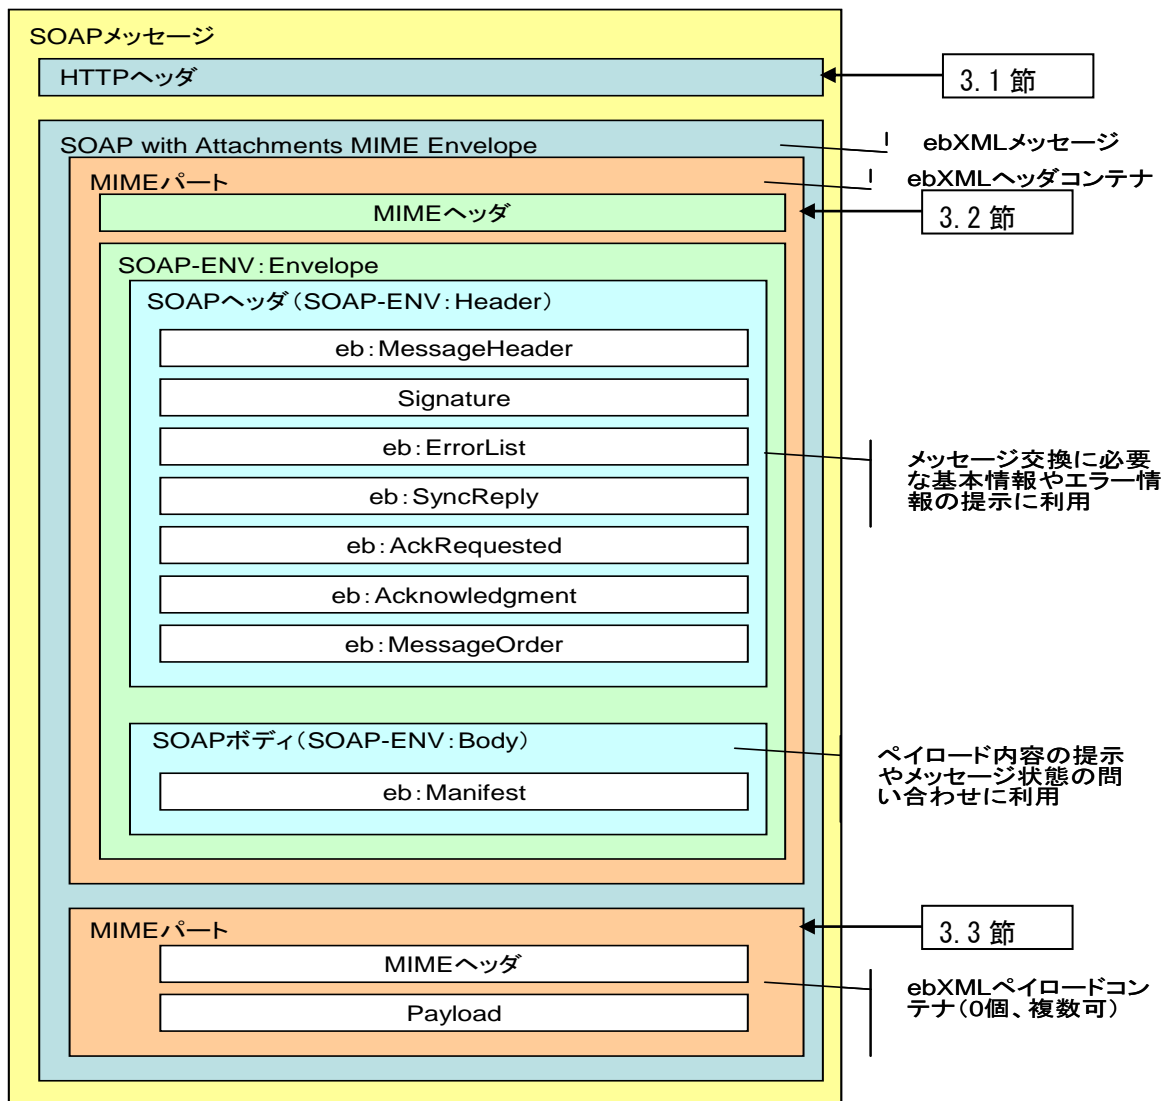 SOAPメッセージ
HTTPヘッダ
3.1 節
SOAP with Attachments MIME Envelope
ebXMLメッセージ
MIMEパート
ebXMLヘッダコンテナ
MIMEヘッダ
3.2 節
SOAP-ENV：Envelope
SOAPヘッダ（SOAP-ENV：Header）
eb：MessageHeader
Signature
eb：ErrorList
eb：SyncReply
eb：AckRequested
eb：Acknowledgment
eb：MessageOrder
メッセージ交換に必要
な基本情報やエラー情
報の提示に利用
SOAPボディ（SOAP-ENV：Body）
eb：Manifest
ペイロード内容の提示
やメッセージ状態の問
い合わせに利用
MIMEパート
3.3 節
MIMEヘッダ
Payload
ebXMLペイロードコン
テナ（0個、複数可）